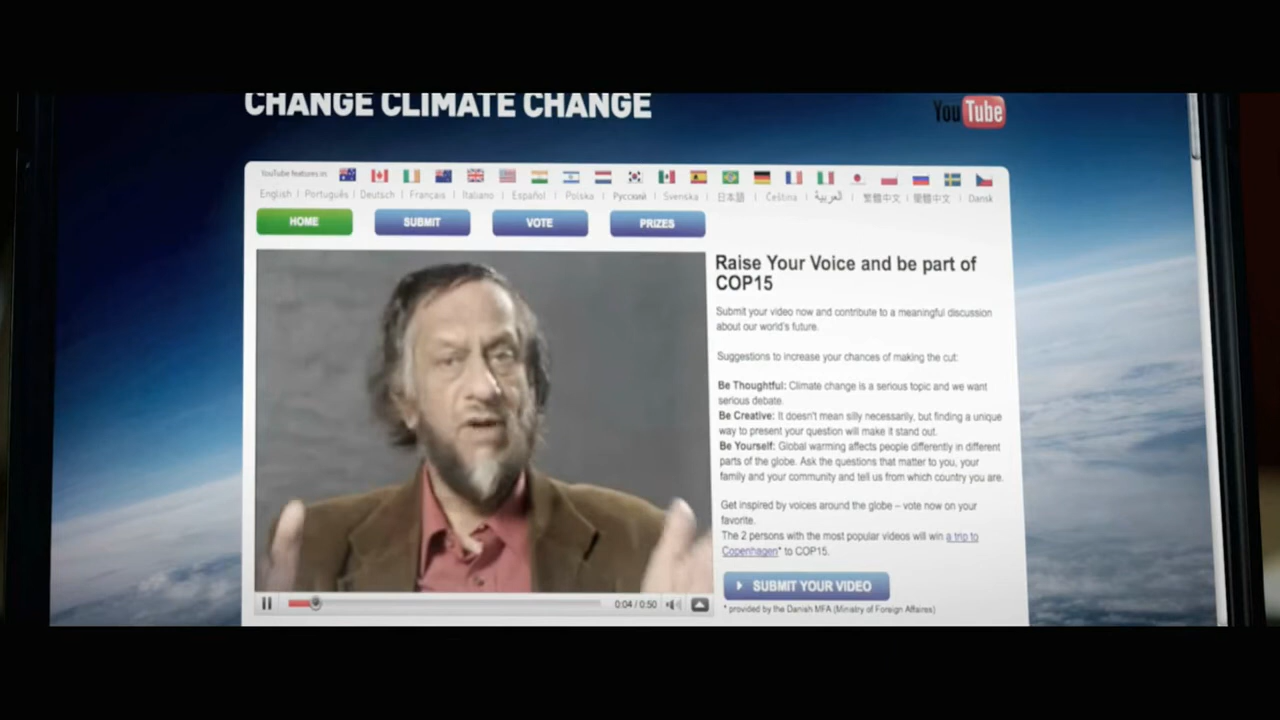 CHANGE CLIMATE CHANGE
YouTube
YouTube features in:
English | Português | Deutsch | Français | Italiano | Español | Polska | Русский | Svenska | 日本語 | Čeština | العربية | 繁體中文 | 簡體中文 | Dansk
HOME SUBMIT VOTE PRIZES
Raise Your Voice and be part of
COP15
Submit your video now and contribute to a meaningful discussion
about our world's future.
Suggestions to increase your chances of making the cut:
Be Thoughtful: Climate change is a serious topic and we want
serious debate.
Be Creative: It doesn't mean silly necessarily, but finding a unique
way to present your question will make it stand out.
Be Yourself: Global warming affects people differently in different
parts of the globe. Ask the questions that matter to you, your
family and your community and tell us from which country you are.
Get inspired by voices around the globe – vote now on your
favorite.
The 2 persons with the most popular videos will win a trip to
Copenhagen* to COP15.
SUBMIT YOUR VIDEO
0:04 / 0:50
* provided by the Danish MFA (Ministry of Foreign Affaires)